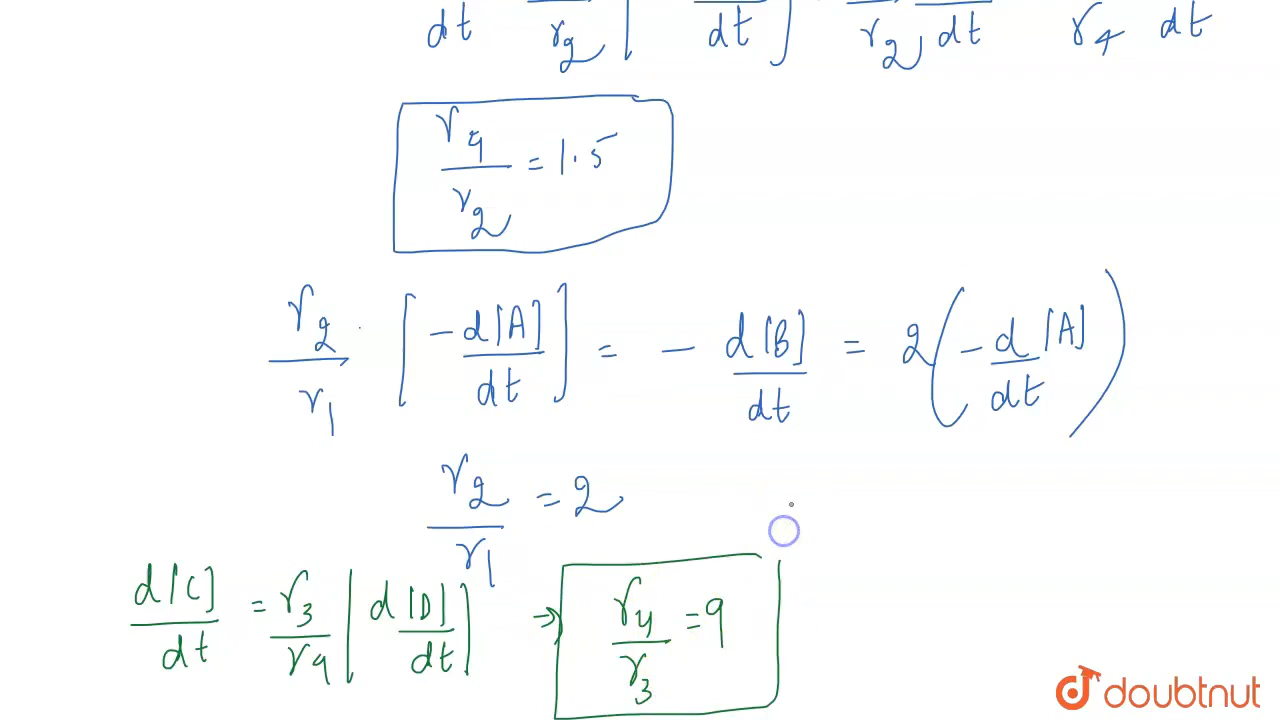 dt r₂ [ dt ] r₂ dt r₄ dt
r₄/r₂ = 1.5
r₂/r₁ [-d[A]/dt] = - d[B]/dt = 2(-d[A]/dt)
r₂/r₁ = 2
d[C]/dt = r₃/r₄ [d[D]/dt] → r₄/r₃ = 9
doubtnut